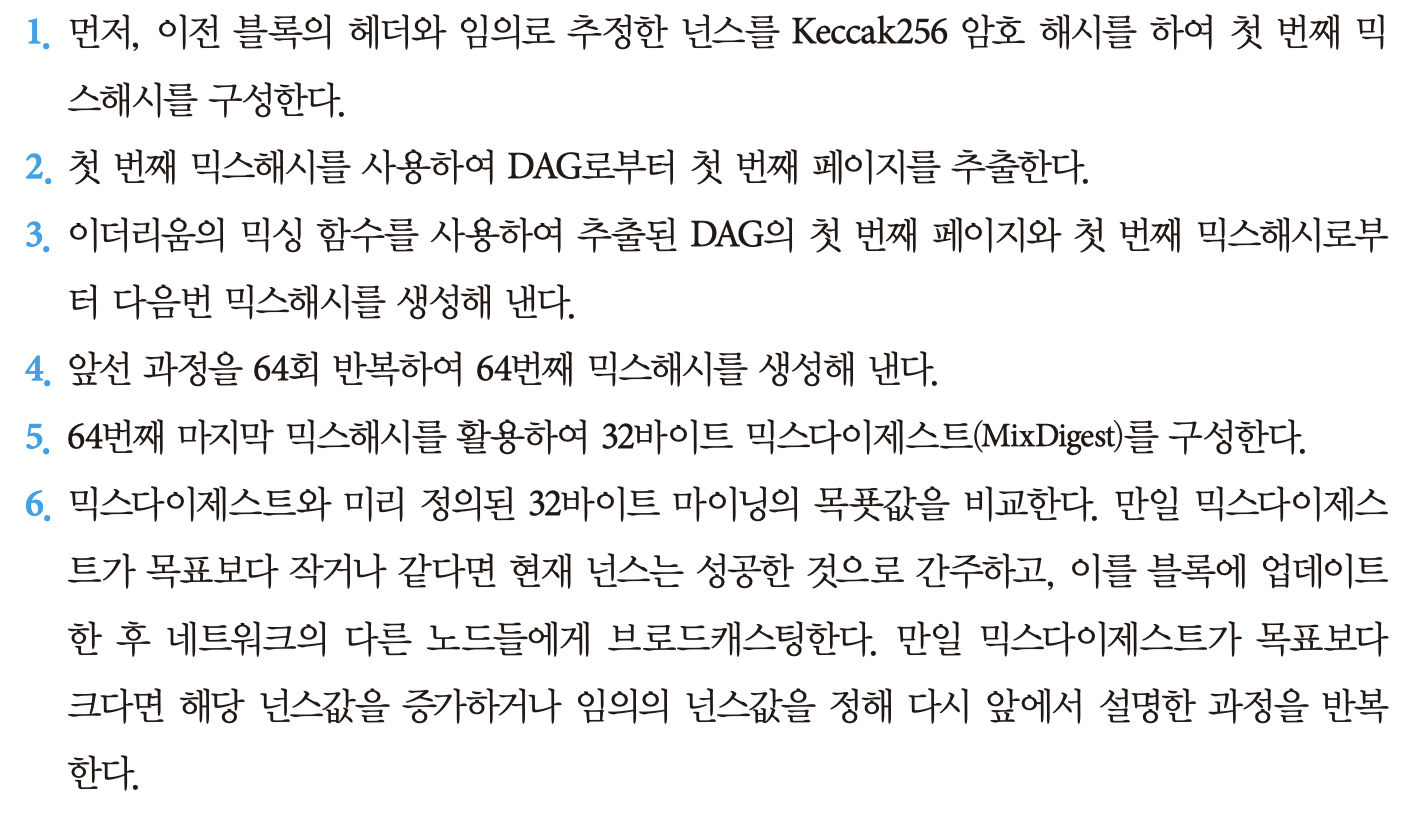 1. 먼저, 이전 블록의 헤더와 임의로 추정한 넌스를 Keccak256 암호 해시를 하여 첫 번째 믹
스해시를 구성한다.
2. 첫 번째 믹스해시를 사용하여 DAG로부터 첫 번째 페이지를 추출한다.
3. 이더리움의 믹싱 함수를 사용하여 추출된 DAG의 첫 번째 페이지와 첫 번째 믹스해시로부
터 다음번 믹스해시를 생성해 낸다.
4. 앞선 과정을 64회 반복하여 64번째 믹스해시를 생성해 낸다.
5. 64번째 마지막 믹스해시를 활용하여 32바이트 믹스다이제스트(MixDigest)를 구성한다.
6. 믹스다이제스트와 미리 정의된 32바이트 마이닝의 목푯값을 비교한다. 만일 믹스다이제스
트가 목표보다 작거나 같다면 현재 넌스는 성공한 것으로 간주하고, 이를 블록에 업데이트
한 후 네트워크의 다른 노드들에게 브로드캐스팅한다. 만일 믹스다이제스트가 목표보다
크다면 해당 넌스값을 증가하거나 임의의 넌스값을 정해 다시 앞에서 설명한 과정을 반복
한다.